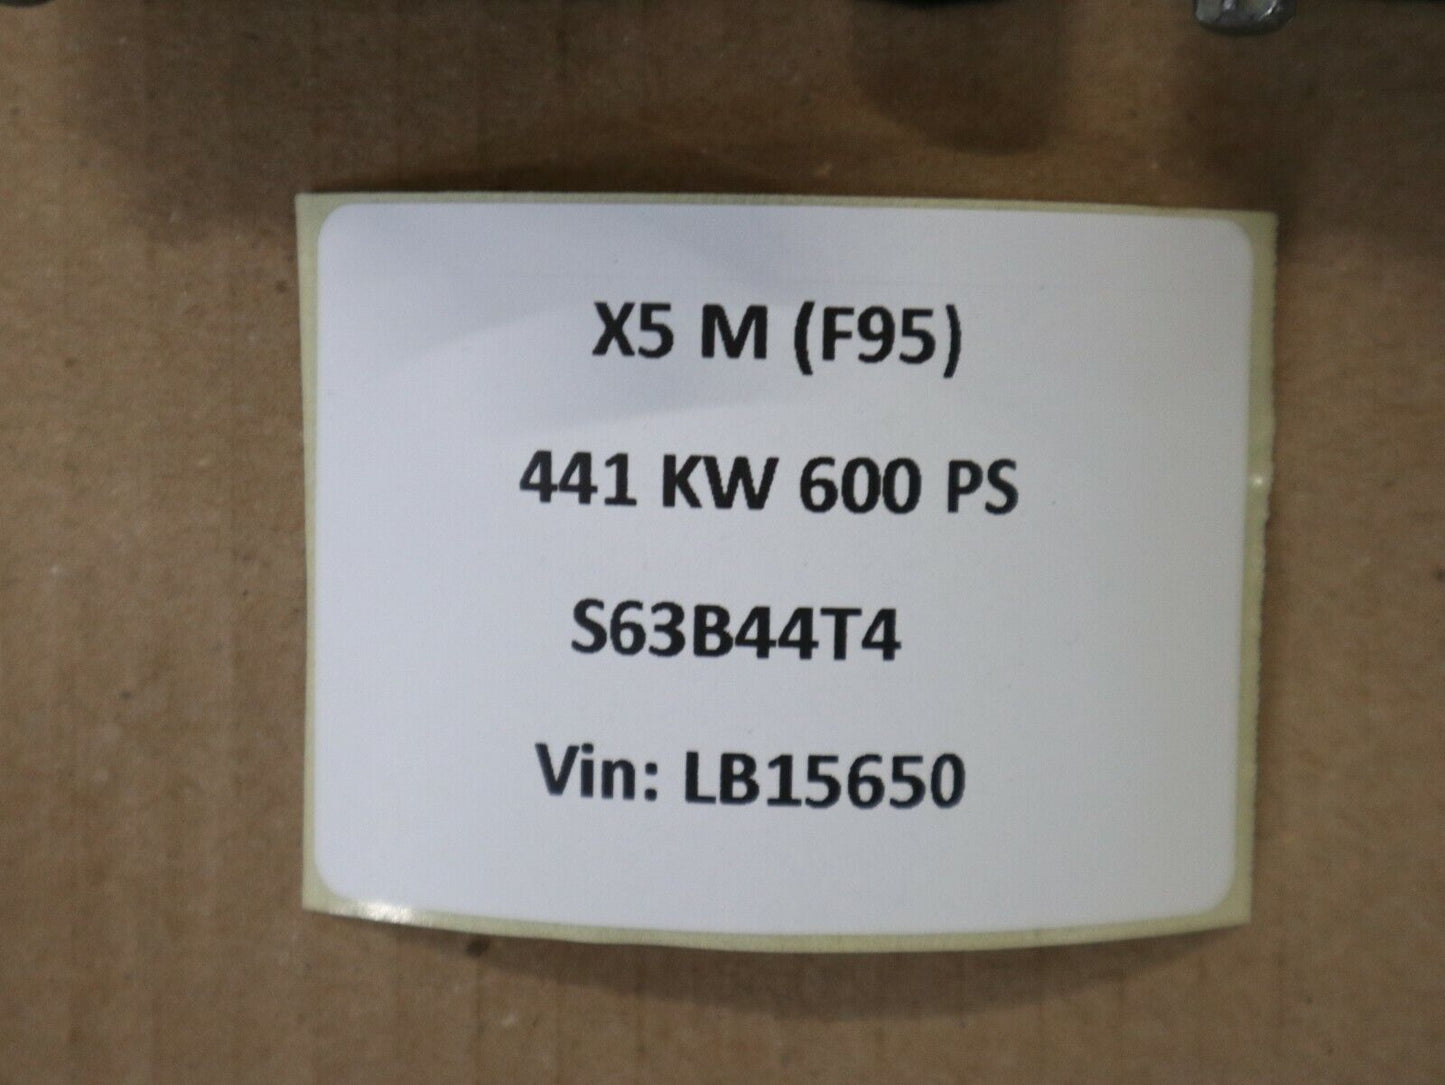 X5 M (F95)
441 KW 600 PS
S63B44T4
Vin: LB15650